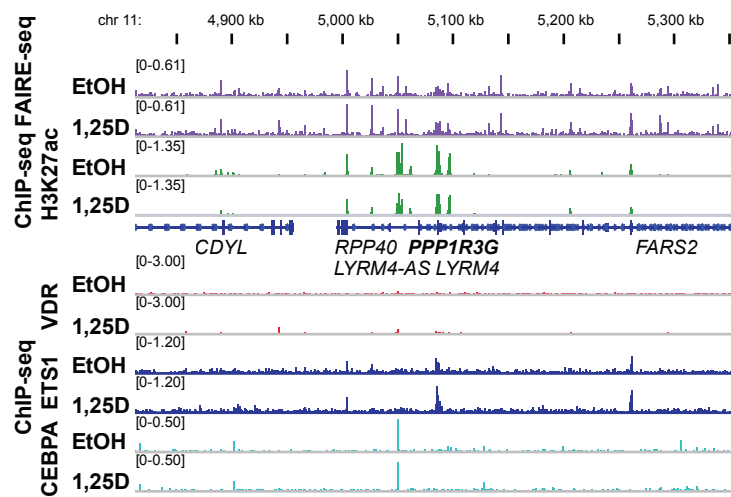 chr 11: 4,900 kb 5,000 kb 5,100 kb 5,200 kb 5,300 kb
FAIRE-seq
[0-0.61]
EtOH
[0-0.61]
1,25D
ChIP-seq
H3K27ac
[0-1.35]
EtOH
[0-1.35]
1,25D
CDYL RPP40 PPP1R3G FARS2
LYRM4-AS LYRM4
ChIP-seq
VDR
[0-3.00]
EtOH
[0-3.00]
1,25D
ETS1
[0-1.20]
EtOH
[0-1.20]
1,25D
CEBPA
[0-0.50]
EtOH
[0-0.50]
1,25D